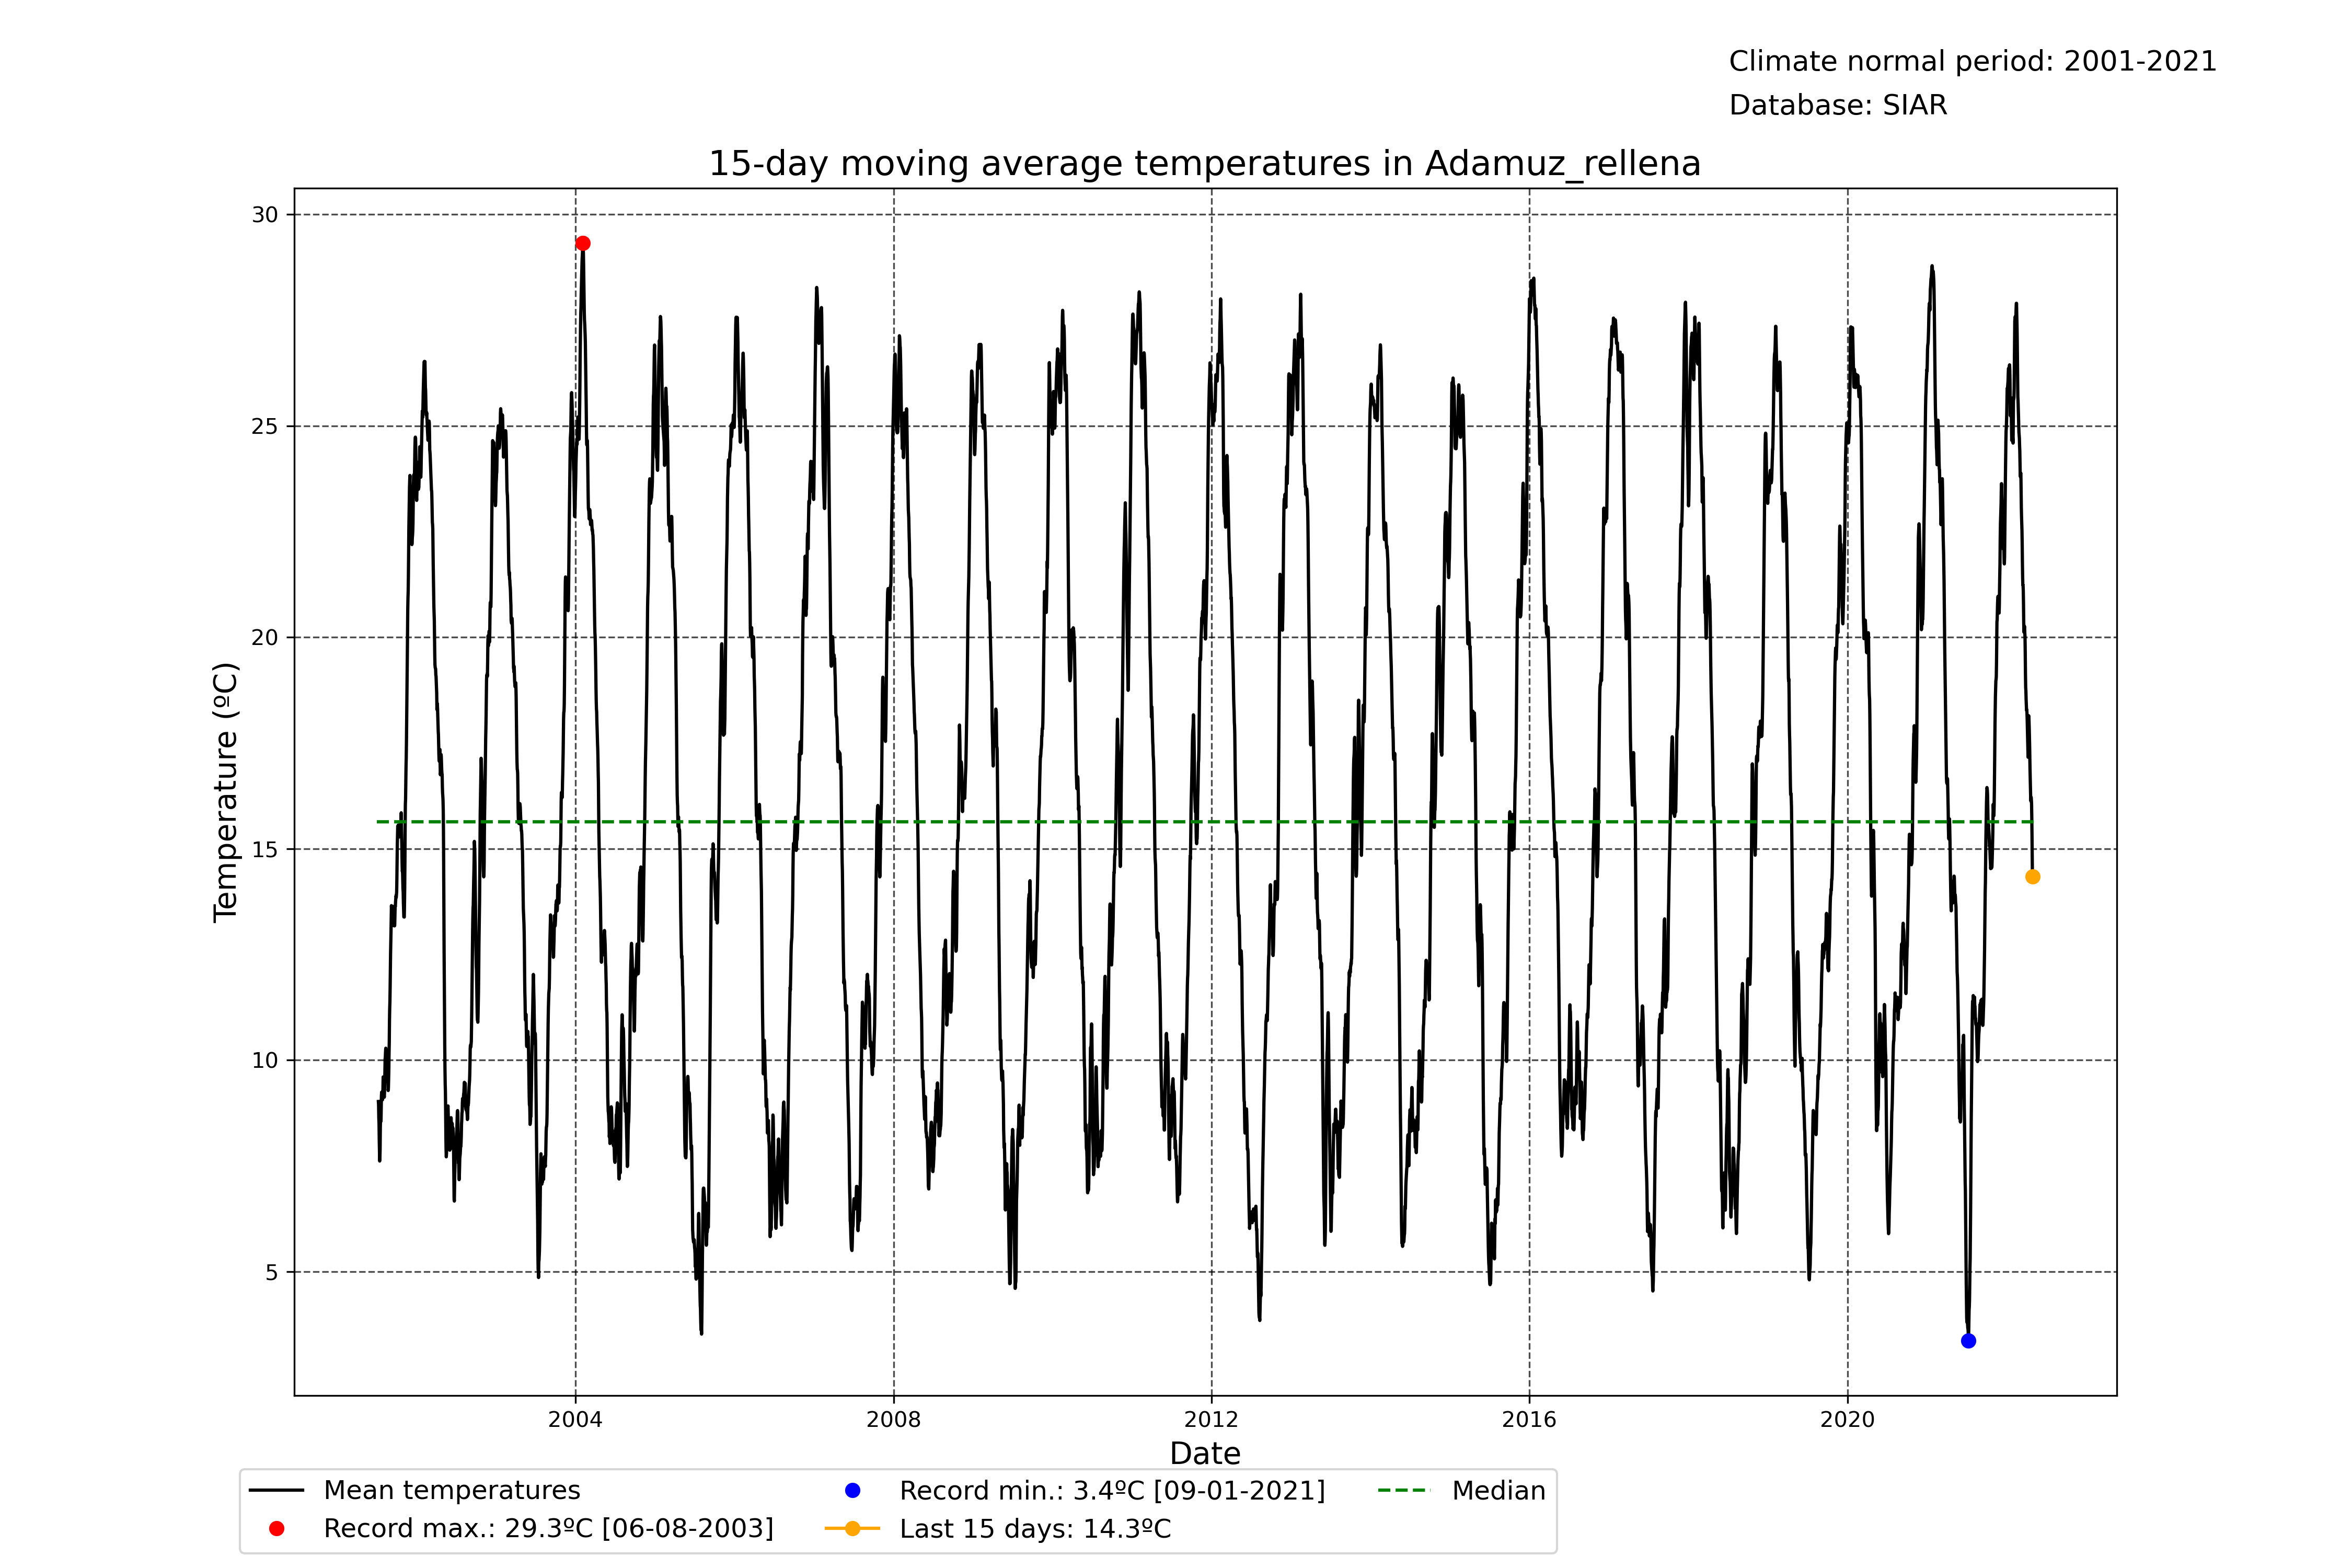 Climate normal period: 2001-2021
Database: SIAR
15-day moving average temperatures in Adamuz_rellena
30
25
20
15
10
5
Temperature (ºC)
2004 2008 2012 2016 2020
Date
Mean temperatures
Record max.: 29.3ºC [06-08-2003]
Record min.: 3.4ºC [09-01-2021]
Last 15 days: 14.3ºC
Median